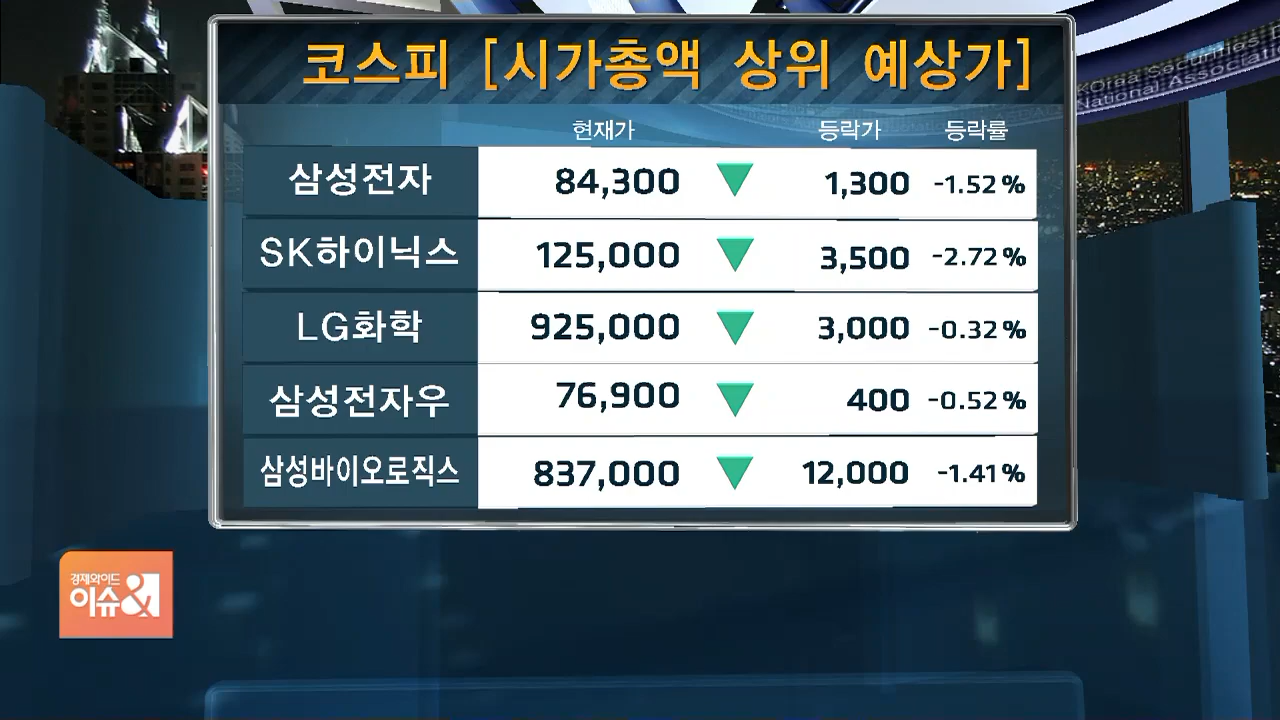 코스피 [시가총액 상위 예상가]
현재가 등락가 등락률
삼성전자 84,300 ▼ 1,300 -1.52%
SK하이닉스 125,000 ▼ 3,500 -2.72%
LG화학 925,000 ▼ 3,000 -0.32%
삼성전자우 76,900 ▼ 400 -0.52%
삼성바이오로직스 837,000 ▼ 12,000 -1.41%
경제와이드
이슈&